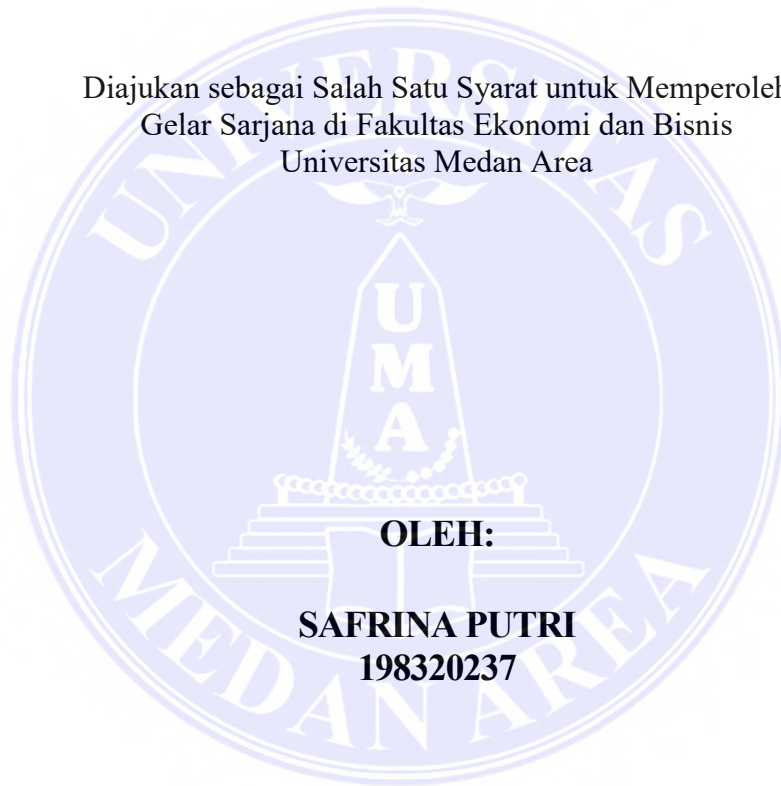 Diajukan sebagai Salah Satu Syarat untuk Memperoleh
Gelar Sarjana di Fakultas Ekonomi dan Bisnis
Universitas Medan Area
UNIVERSITAS
U
M
A
OLEH:
SAFRINA PUTRI
198320237
MEDAN AREA